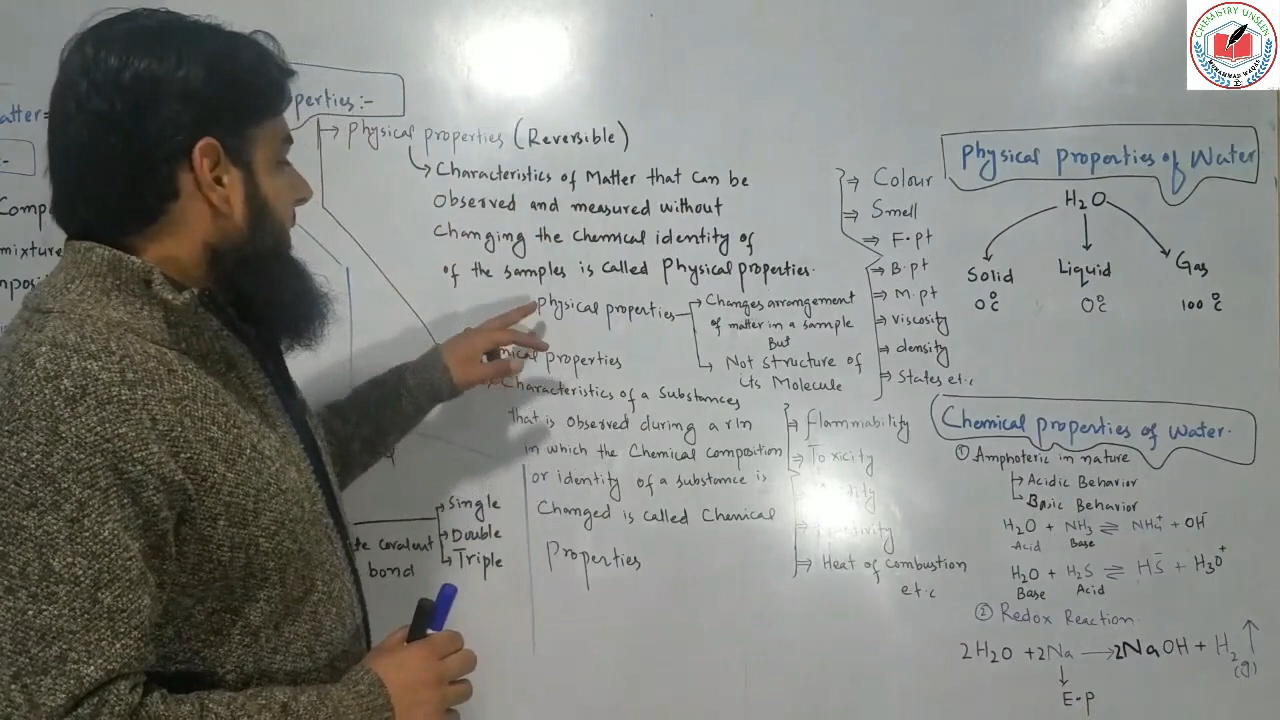 CHEMISTRY UNSEEN
MUHAMMAD WAQAS
atter=
:-
Comp
mixture
mposi
perties:-
→ Physical properties (Reversible)
→ Characteristics of Matter that can be
observed and measured without
changing the chemical identity of
of the samples is called Physical properties.
Physical properties
→ Changes arrangement
of matter in a sample
But
→ Not structure of
its Molecule
mical properties
Characteristics of a substances
that is observed during a rxn
in which the Chemical composition
or identity of a substance is
Changed is called Chemical
Properties
⇒ Colour
⇒ Smell
⇒ F.pt
⇒ B.pt
⇒ M.pt
⇒ viscosity
⇒ density
⇒ States etc
⇒ flammability
⇒ Toxicity
⇒ Heat of combustion
et.c
te covalent
bond
→ Single
→ Double
→ Triple
Physical properties of Water
H₂O
Solid
0°C
Liquid
0°C
Gas
100°C
Chemical properties of water.
① Amphoteric in nature
→ Acidic Behavior
→ Basic Behavior
H₂O + NH₃ ⇌ NH₄⁺ + OH⁻
Acid Base
H₂O + H₂S ⇌ HS⁻ + H₃O⁺
Base Acid
② Redox Reaction
2H₂O + 2Na → 2NaOH + H₂ ↑
(g)
↓
E.p